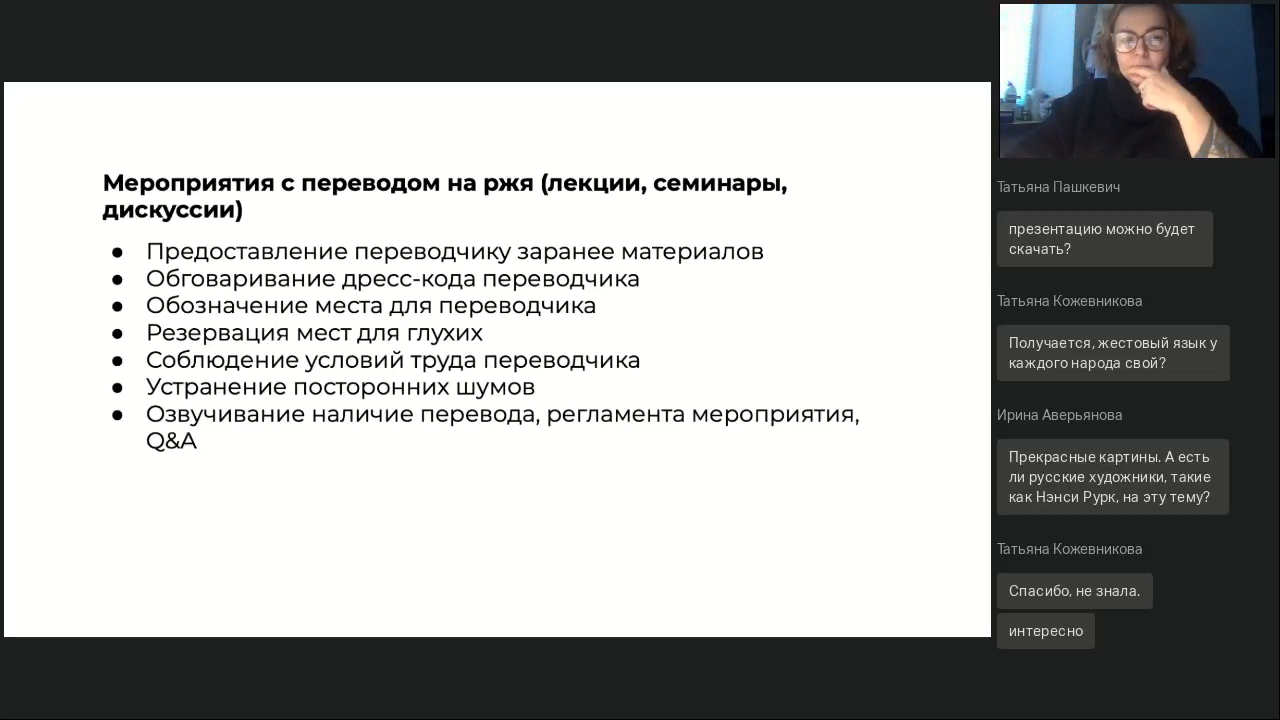 Мероприятия с переводом на ржя (лекции, семинары,
дискуссии)
● Предоставление переводчику заранее материалов
● Обговаривание дресс-кода переводчика
● Обозначение места для переводчика
● Резервация мест для глухих
● Соблюдение условий труда переводчика
● Устранение посторонних шумов
● Озвучивание наличие перевода, регламента мероприятия,
Q&A
Татьяна Пашкевич
презентацию можно будет
скачать?
Татьяна Кожевникова
Получается, жестовый язык у
каждого народа свой?
Ирина Аверьянова
Прекрасные картины. А есть
ли русские художники, такие
как Нэнси Рурк, на эту тему?
Татьяна Кожевникова
Спасибо, не знала.
интересно